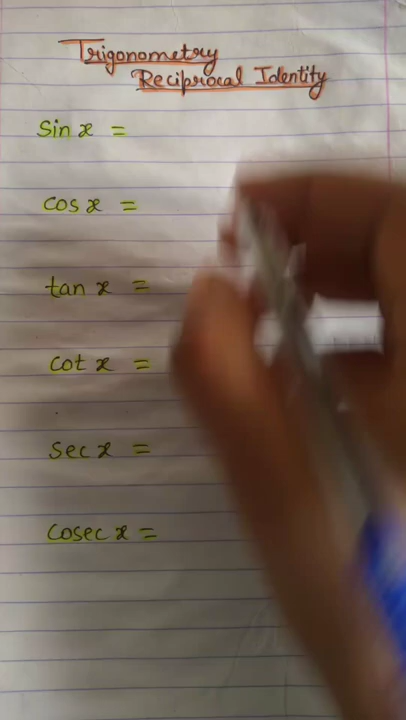 Trigonometry
Reciprocal Identity
Sin x =
cos x =
tan x =
cot x =
Sec x =
Cosec x =